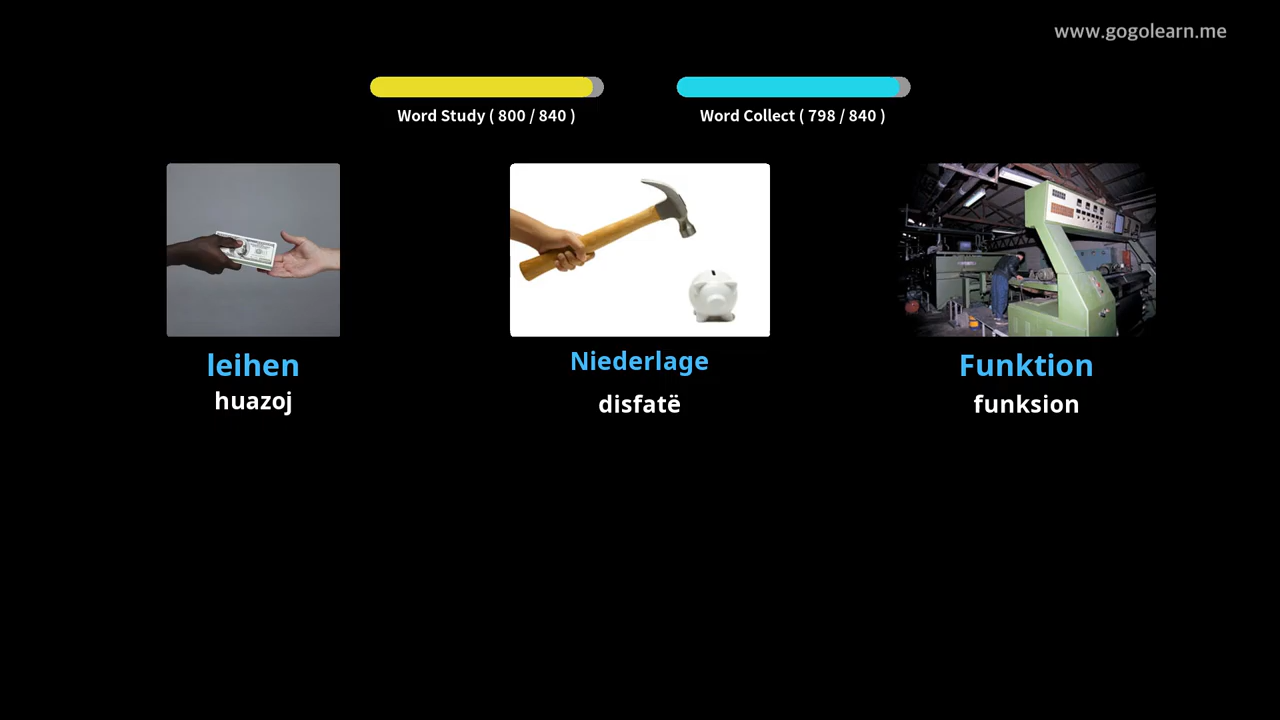 www.gogolearn.me
Word Study ( 800 / 840 )
Word Collect ( 798 / 840 )
leihen
huazoj
Niederlage
disfatë
Funktion
funksion